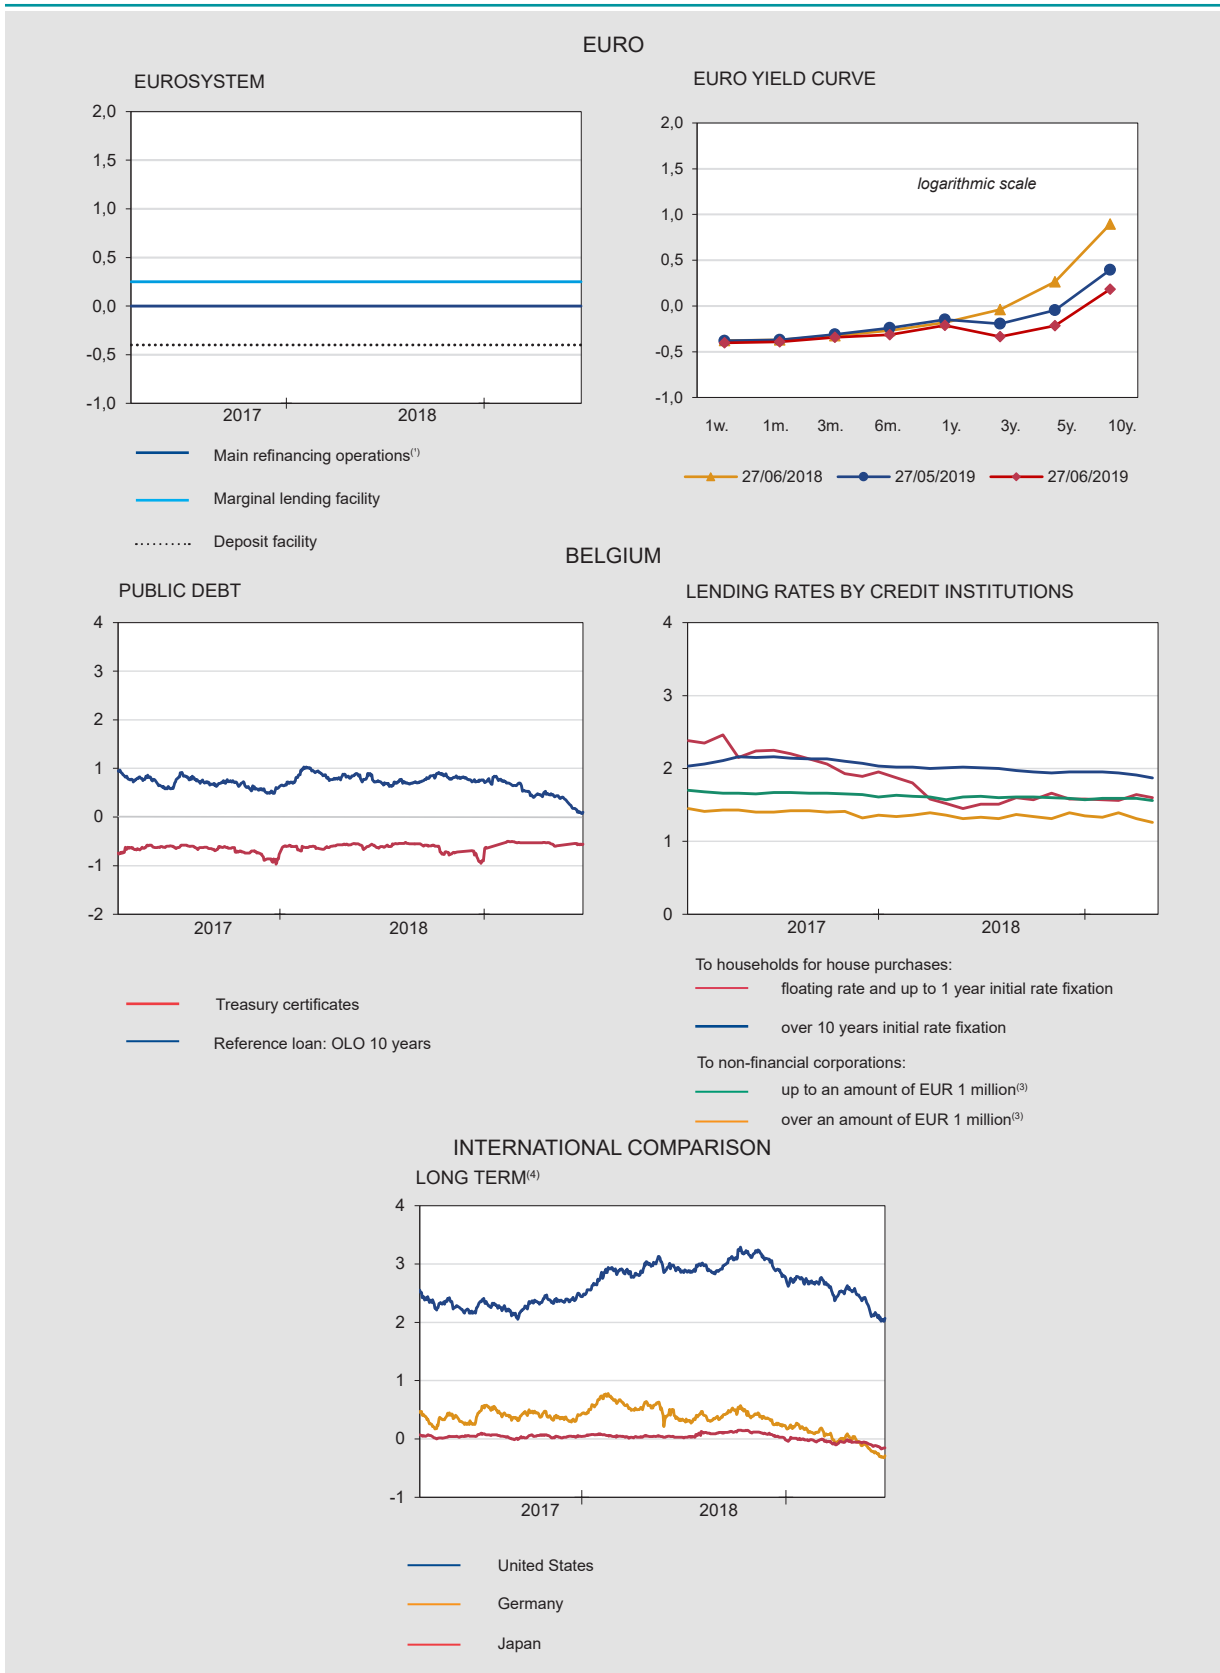 EURO
EUROSYSTEM
2,0
1,5
1,0
0,5
0,0
-0,5
-1,0
2017 2018
Main refinancing operations(¹)
Marginal lending facility
Deposit facility
EURO YIELD CURVE
2,0
1,5
1,0
0,5
0,0
-0,5
-1,0
logarithmic scale
1w. 1m. 3m. 6m. 1y. 3y. 5y. 10y.
27/06/2018 27/05/2019 27/06/2019
BELGIUM
PUBLIC DEBT
4
3
2
1
0
-1
-2
2017 2018
Treasury certificates
Reference loan: OLO 10 years
LENDING RATES BY CREDIT INSTITUTIONS
4
3
2
1
0
2017 2018
To households for house purchases:
floating rate and up to 1 year initial rate fixation
over 10 years initial rate fixation
To non-financial corporations:
up to an amount of EUR 1 million(3)
over an amount of EUR 1 million(3)
INTERNATIONAL COMPARISON
LONG TERM(4)
4
3
2
1
0
-1
2017 2018
United States
Germany
Japan